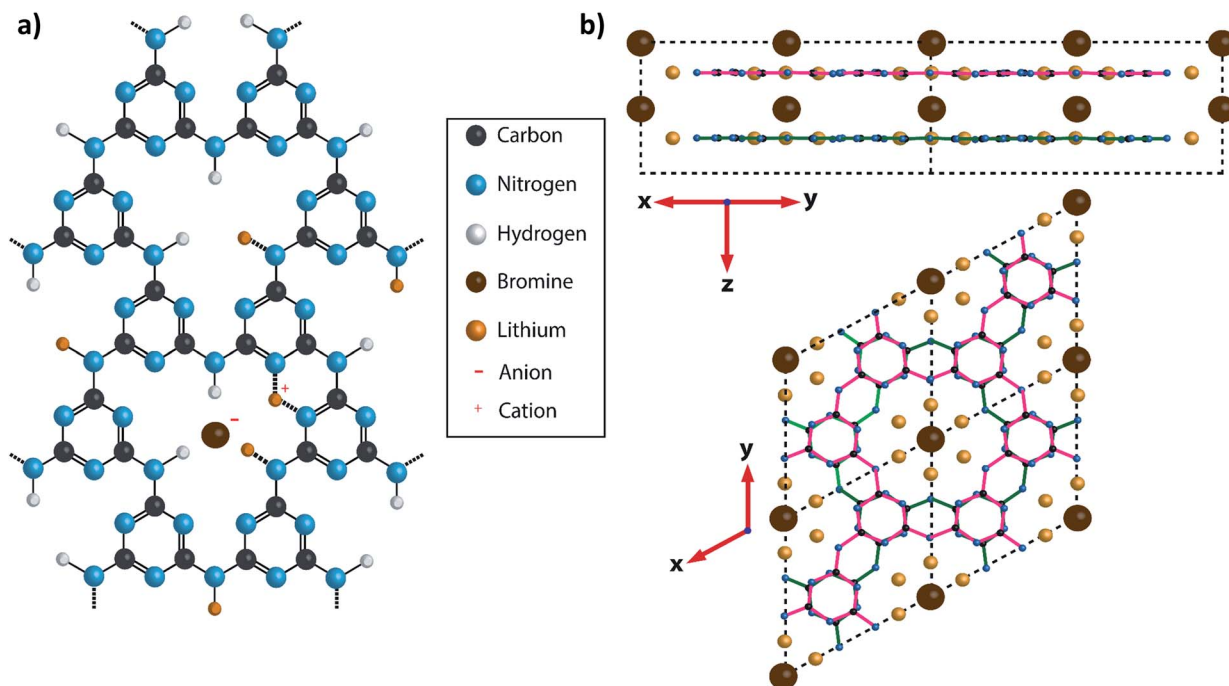 a)
Carbon
Nitrogen
Hydrogen
Bromine
Lithium
- Anion
+ Cation
+
-
b)
x
y
z
y
x